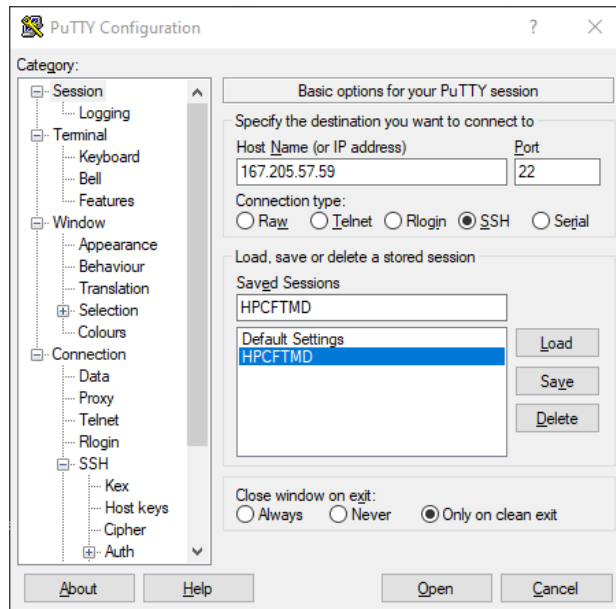 PuTTY Configuration
Category:
Session
Logging
Terminal
Keyboard
Bell
Features
Window
Appearance
Behaviour
Translation
Selection
Colours
Connection
Data
Proxy
Telnet
Rlogin
SSH
Kex
Host keys
Cipher
Auth
Basic options for your PuTTY session
Specify the destination you want to connect to
Host Name (or IP address) Port
167.205.57.59 22
Connection type:
Raw Telnet Rlogin SSH Serial
Load, save or delete a stored session
Saved Sessions
HPCFTMD
Default Settings
HPCFTMD
Load
Save
Delete
Close window on exit:
Always Never Only on clean exit
About Help Open Cancel